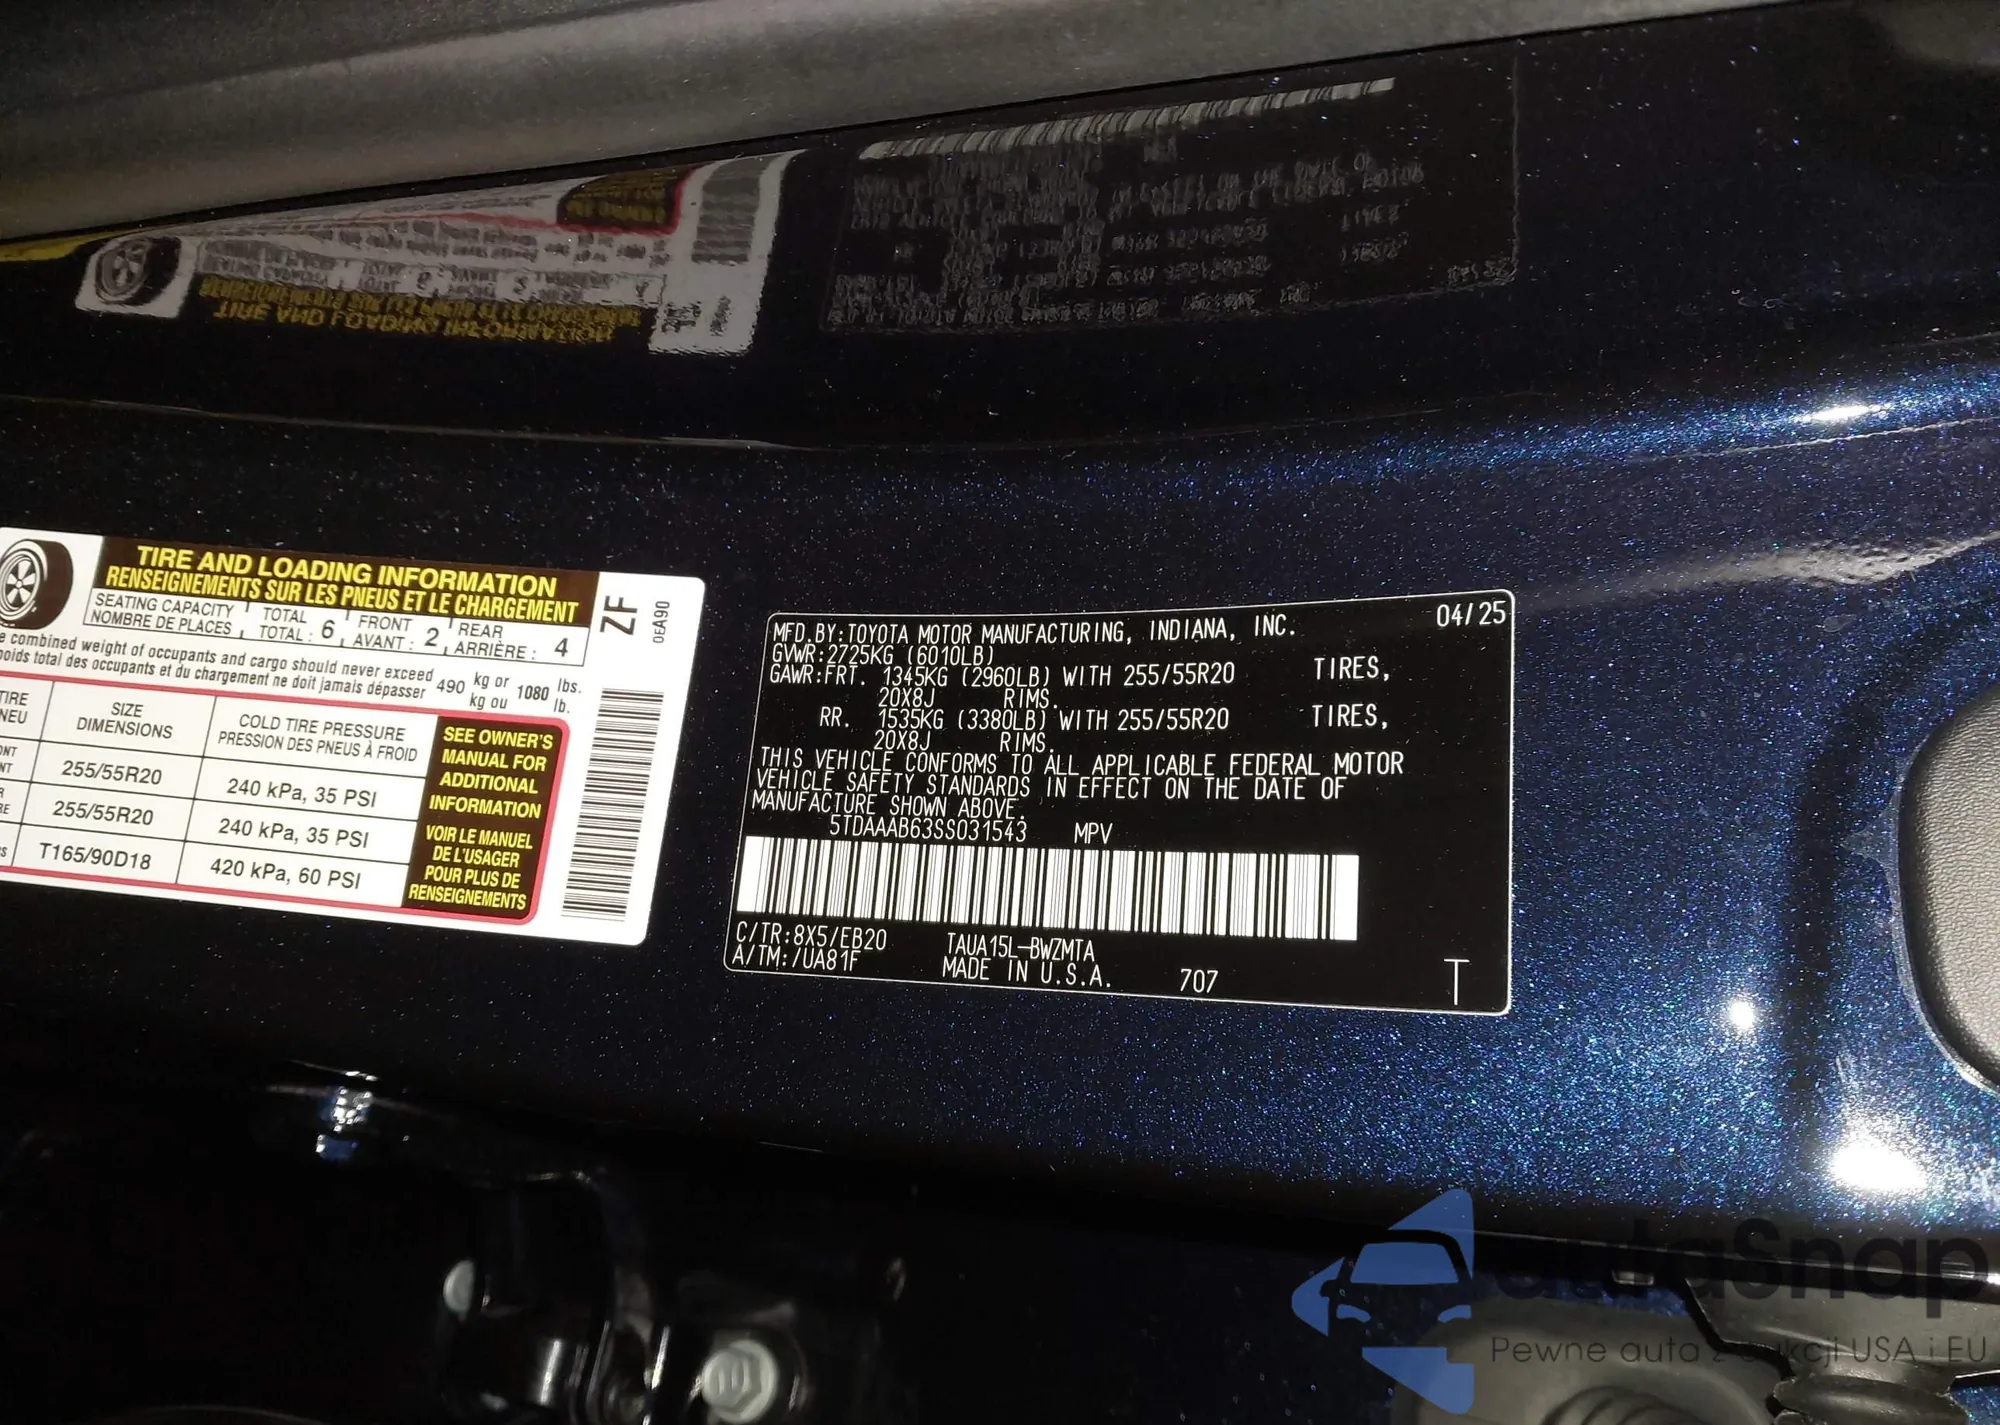 TIRE AND LOADING INFORMATION
RENSEIGNEMENTS SUR LES PNEUS ET LE CHARGEMENT
SEATING CAPACITY
NOMBRE DE PLACES
TOTAL
TOTAL : 6
FRONT
AVANT : 2
REAR
ARRIÈRE : 4
combined weight of occupants and cargo should never exceed 490 kg or 1080 lbs.
poids total des occupants et du chargement ne doit jamais dépasser kg ou lb.
TIRE
SIZE
DIMENSIONS
COLD TIRE PRESSURE
PRESSION DES PNEUS À FROID
255/55R20
240 kPa, 35 PSI
255/55R20
240 kPa, 35 PSI
T165/90D18
420 kPa, 60 PSI
SEE OWNER'S
MANUAL FOR
ADDITIONAL
INFORMATION
VOIR LE MANUEL
DE L'USAGER
POUR PLUS DE
RENSEIGNEMENTS
ZF
0EA90
MFD.BY:TOYOTA MOTOR MANUFACTURING, INDIANA, INC. 04/25
GVWR:2725KG (6010LB)
GAWR:FRT. 1345KG (2960LB) WITH 255/55R20 TIRES,
20X8J RIMS.
RR. 1535KG (3380LB) WITH 255/55R20 TIRES,
20X8J RIMS.
THIS VEHICLE CONFORMS TO ALL APPLICABLE FEDERAL MOTOR
VEHICLE SAFETY STANDARDS IN EFFECT ON THE DATE OF
MANUFACTURE SHOWN ABOVE.
5TDAAAB63SS031543 MPV
C/TR:8X5/EB20 TAUA15L-BWZMTA
A/TM:/UA81F MADE IN U.S.A. 707 T
autaSnap
Pewne auta z aukcji USA i EU